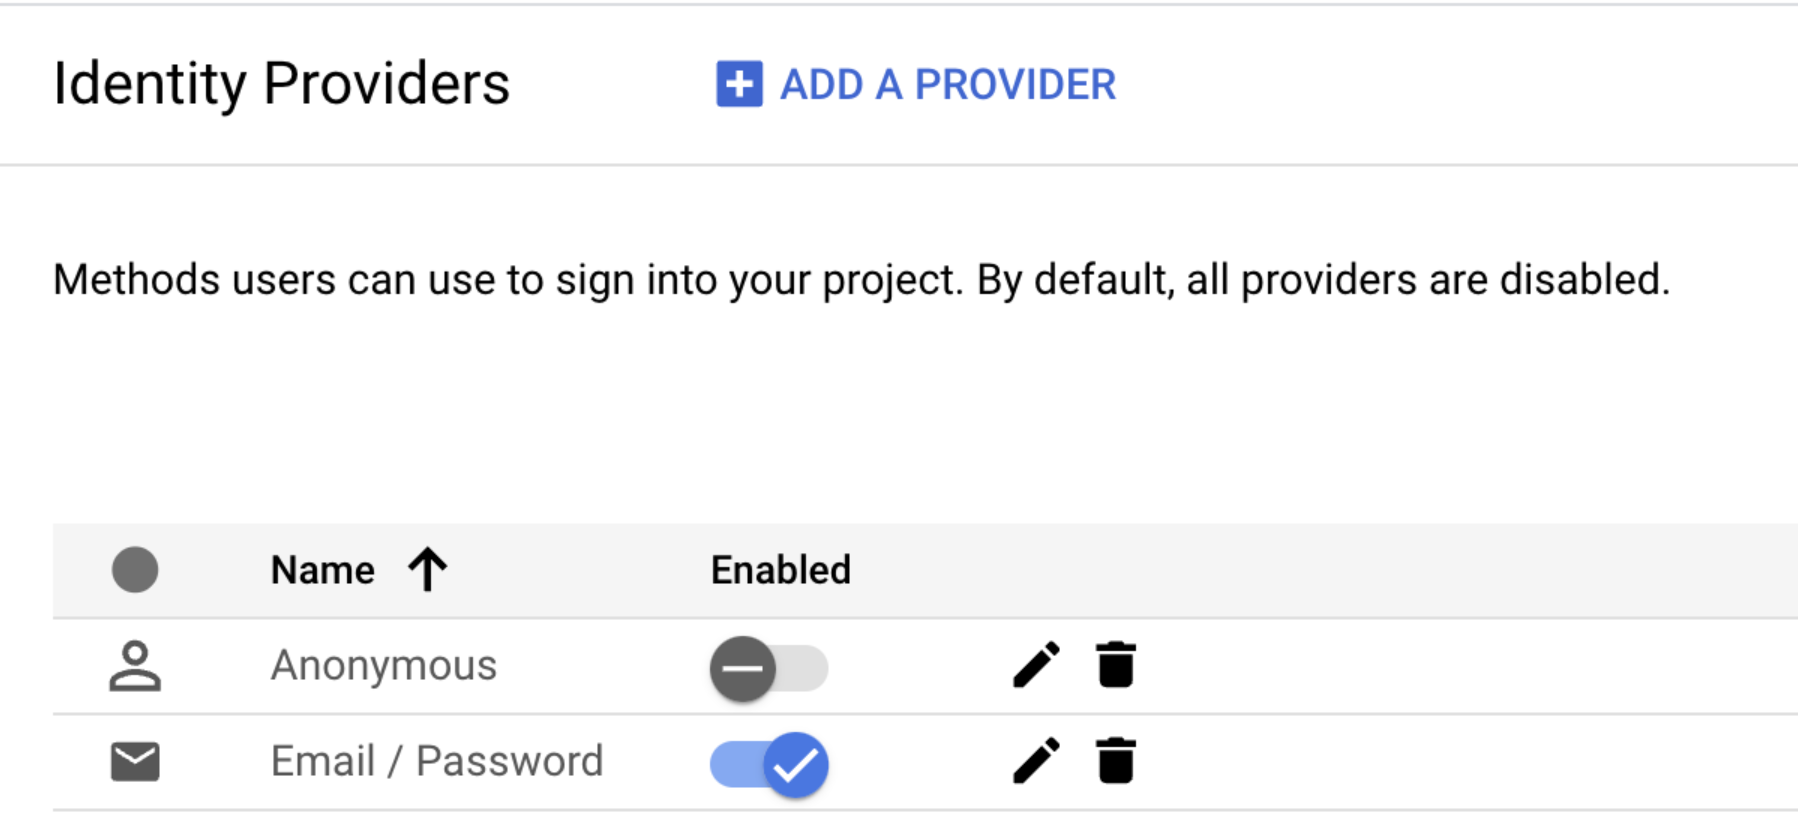 Identity Providers
ADD A PROVIDER
Methods users can use to sign into your project. By default, all providers are disabled.
Name Enabled
Anonymous
Email / Password